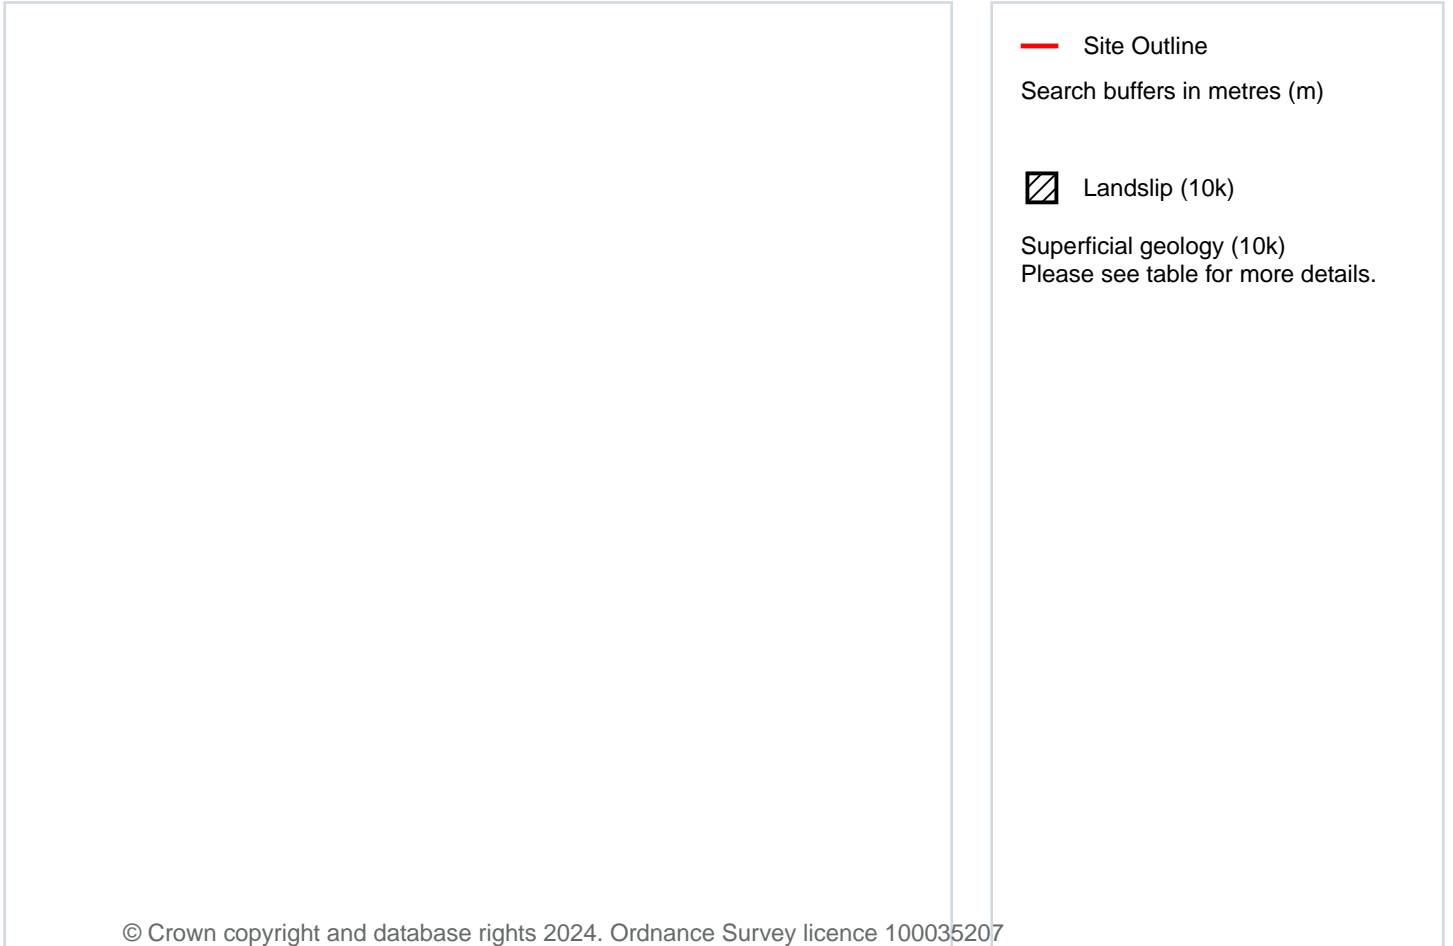 Site Outline
Search buffers in metres (m)
Landslip (10k)
Superficial geology (10k)
Please see table for more details.
© Crown copyright and database rights 2024. Ordnance Survey licence 100035207